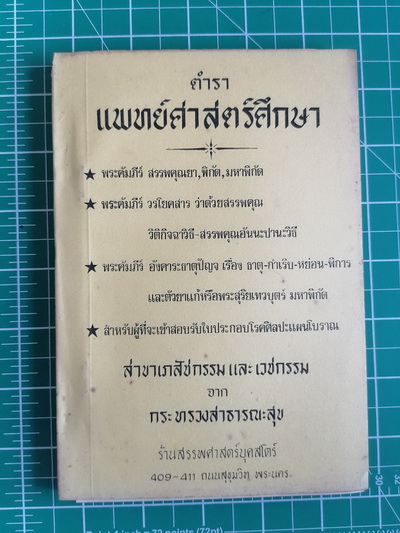 ตำรา
แพทย์ศาสตร์ศึกษา
★ พระคัมภีร์ สรรพคุณยา, พิกัด, มหาพิกัด
★ พระคัมภีร์ วรโยคสาร ว่าด้วยสรรพคุณ
วิติกิจฉาวิธี-สรรพคุณอันนะปานะวิธี
★ พระคัมภีร์ อังคาระธาตุปัญจ เรื่อง ธาตุ-กำเริบ-หย่อน-พิการ
และตัวยาแก้หรือพระสุริยเทวบุตร์ มหาพิกัด
★ สำหรับผู้ที่จะเข้าสอบรับใบประกอบโรคศิลปะแผนโบราณ
สาขาเภสัชกรรม และ เวชกรรม
จาก
กระทรวงสาธารณะสุข
ร้านสรรพศาสตร์บุคสโตร์
409-411 ถนนสุขุมวิท พระนคร.
30